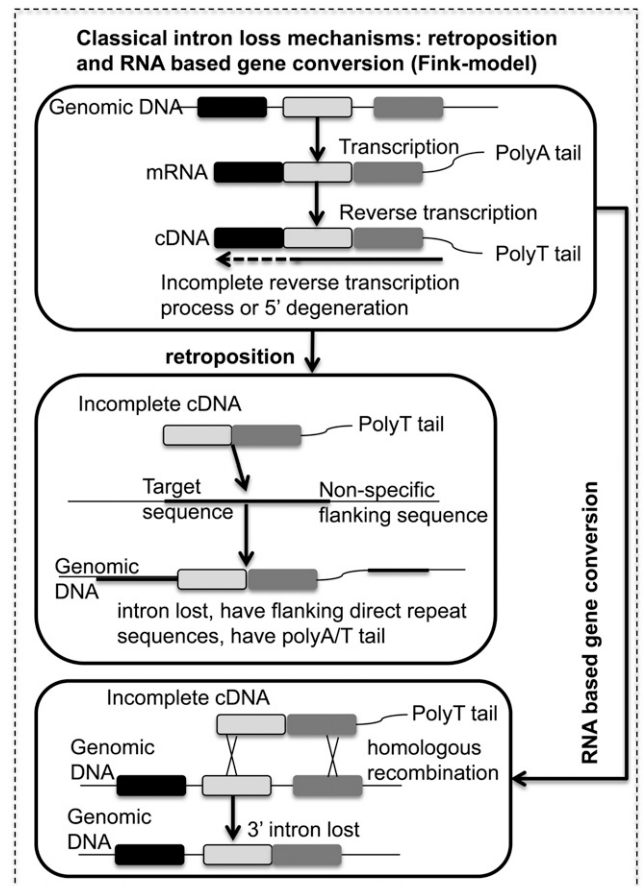 Classical intron loss mechanisms: retroposition
and RNA based gene conversion (Fink-model)
Genomic DNA
Transcription
PolyA tail
mRNA
Reverse transcription
cDNA
PolyT tail
Incomplete reverse transcription
process or 5' degeneration
retroposition
Incomplete cDNA
PolyT tail
Target
sequence
Non-specific
flanking sequence
Genomic
DNA
intron lost, have flanking direct repeat
sequences, have polyA/T tail
RNA based gene conversion
Incomplete cDNA
PolyT tail
Genomic
DNA
homologous
recombination
Genomic
DNA
3' intron lost